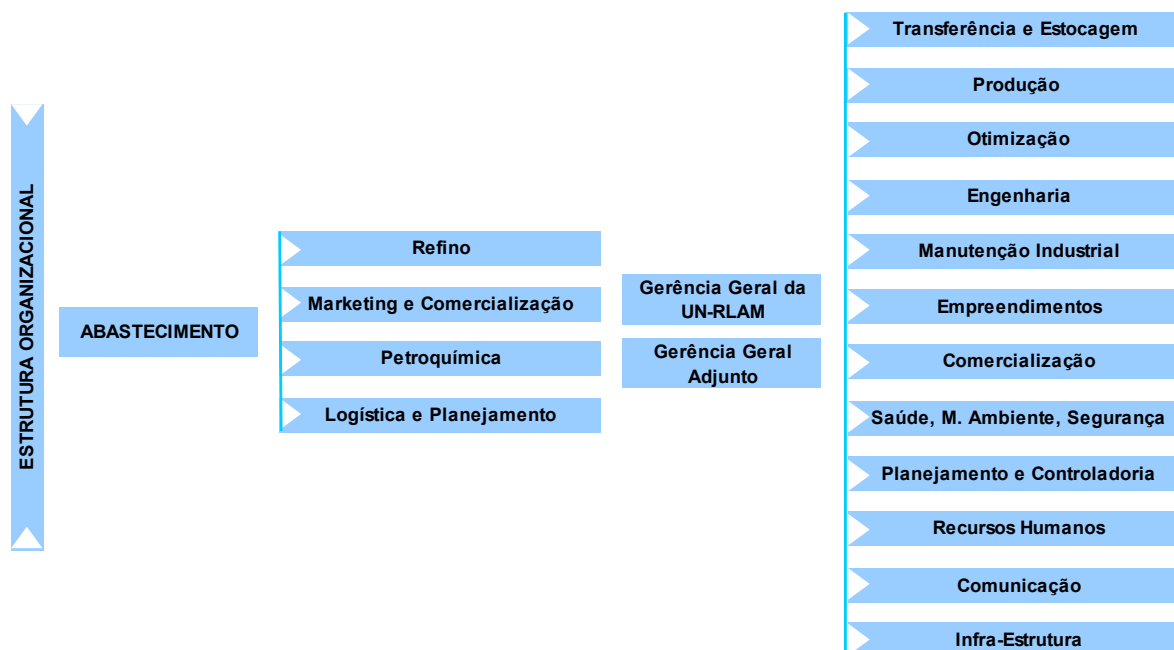 ESTRUTURA ORGANIZACIONAL
ABASTECIMENTO
Refino
Marketing e Comercialização
Petroquímica
Logística e Planejamento
Gerência Geral da
UN-RLAM
Gerência Geral
Adjunto
Transferência e Estocagem
Produção
Otimização
Engenharia
Manutenção Industrial
Empreendimentos
Comercialização
Saúde, M. Ambiente, Segurança
Planejamento e Controladoria
Recursos Humanos
Comunicação
Infra-Estrutura